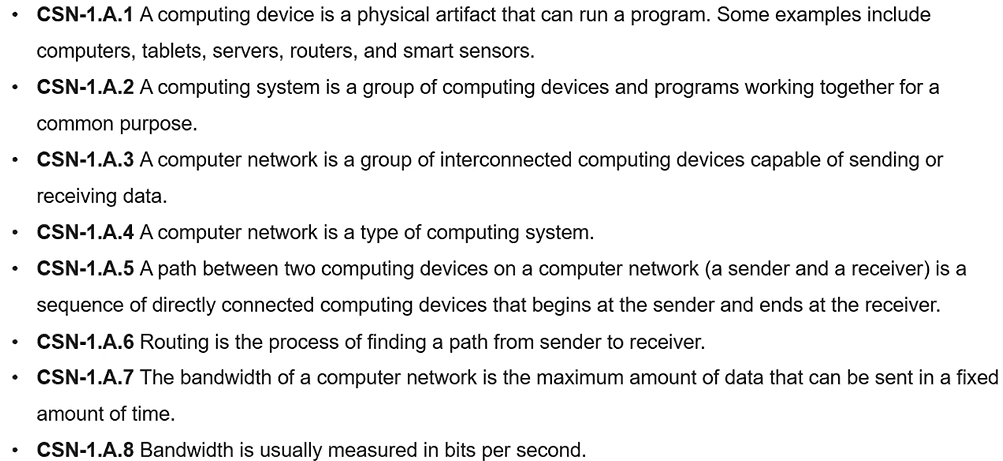 • CSN-1.A.1 A computing device is a physical artifact that can run a program. Some examples include
computers, tablets, servers, routers, and smart sensors.
• CSN-1.A.2 A computing system is a group of computing devices and programs working together for a
common purpose.
• CSN-1.A.3 A computer network is a group of interconnected computing devices capable of sending or
receiving data.
• CSN-1.A.4 A computer network is a type of computing system.
• CSN-1.A.5 A path between two computing devices on a computer network (a sender and a receiver) is a
sequence of directly connected computing devices that begins at the sender and ends at the receiver.
• CSN-1.A.6 Routing is the process of finding a path from sender to receiver.
• CSN-1.A.7 The bandwidth of a computer network is the maximum amount of data that can be sent in a fixed
amount of time.
• CSN-1.A.8 Bandwidth is usually measured in bits per second.